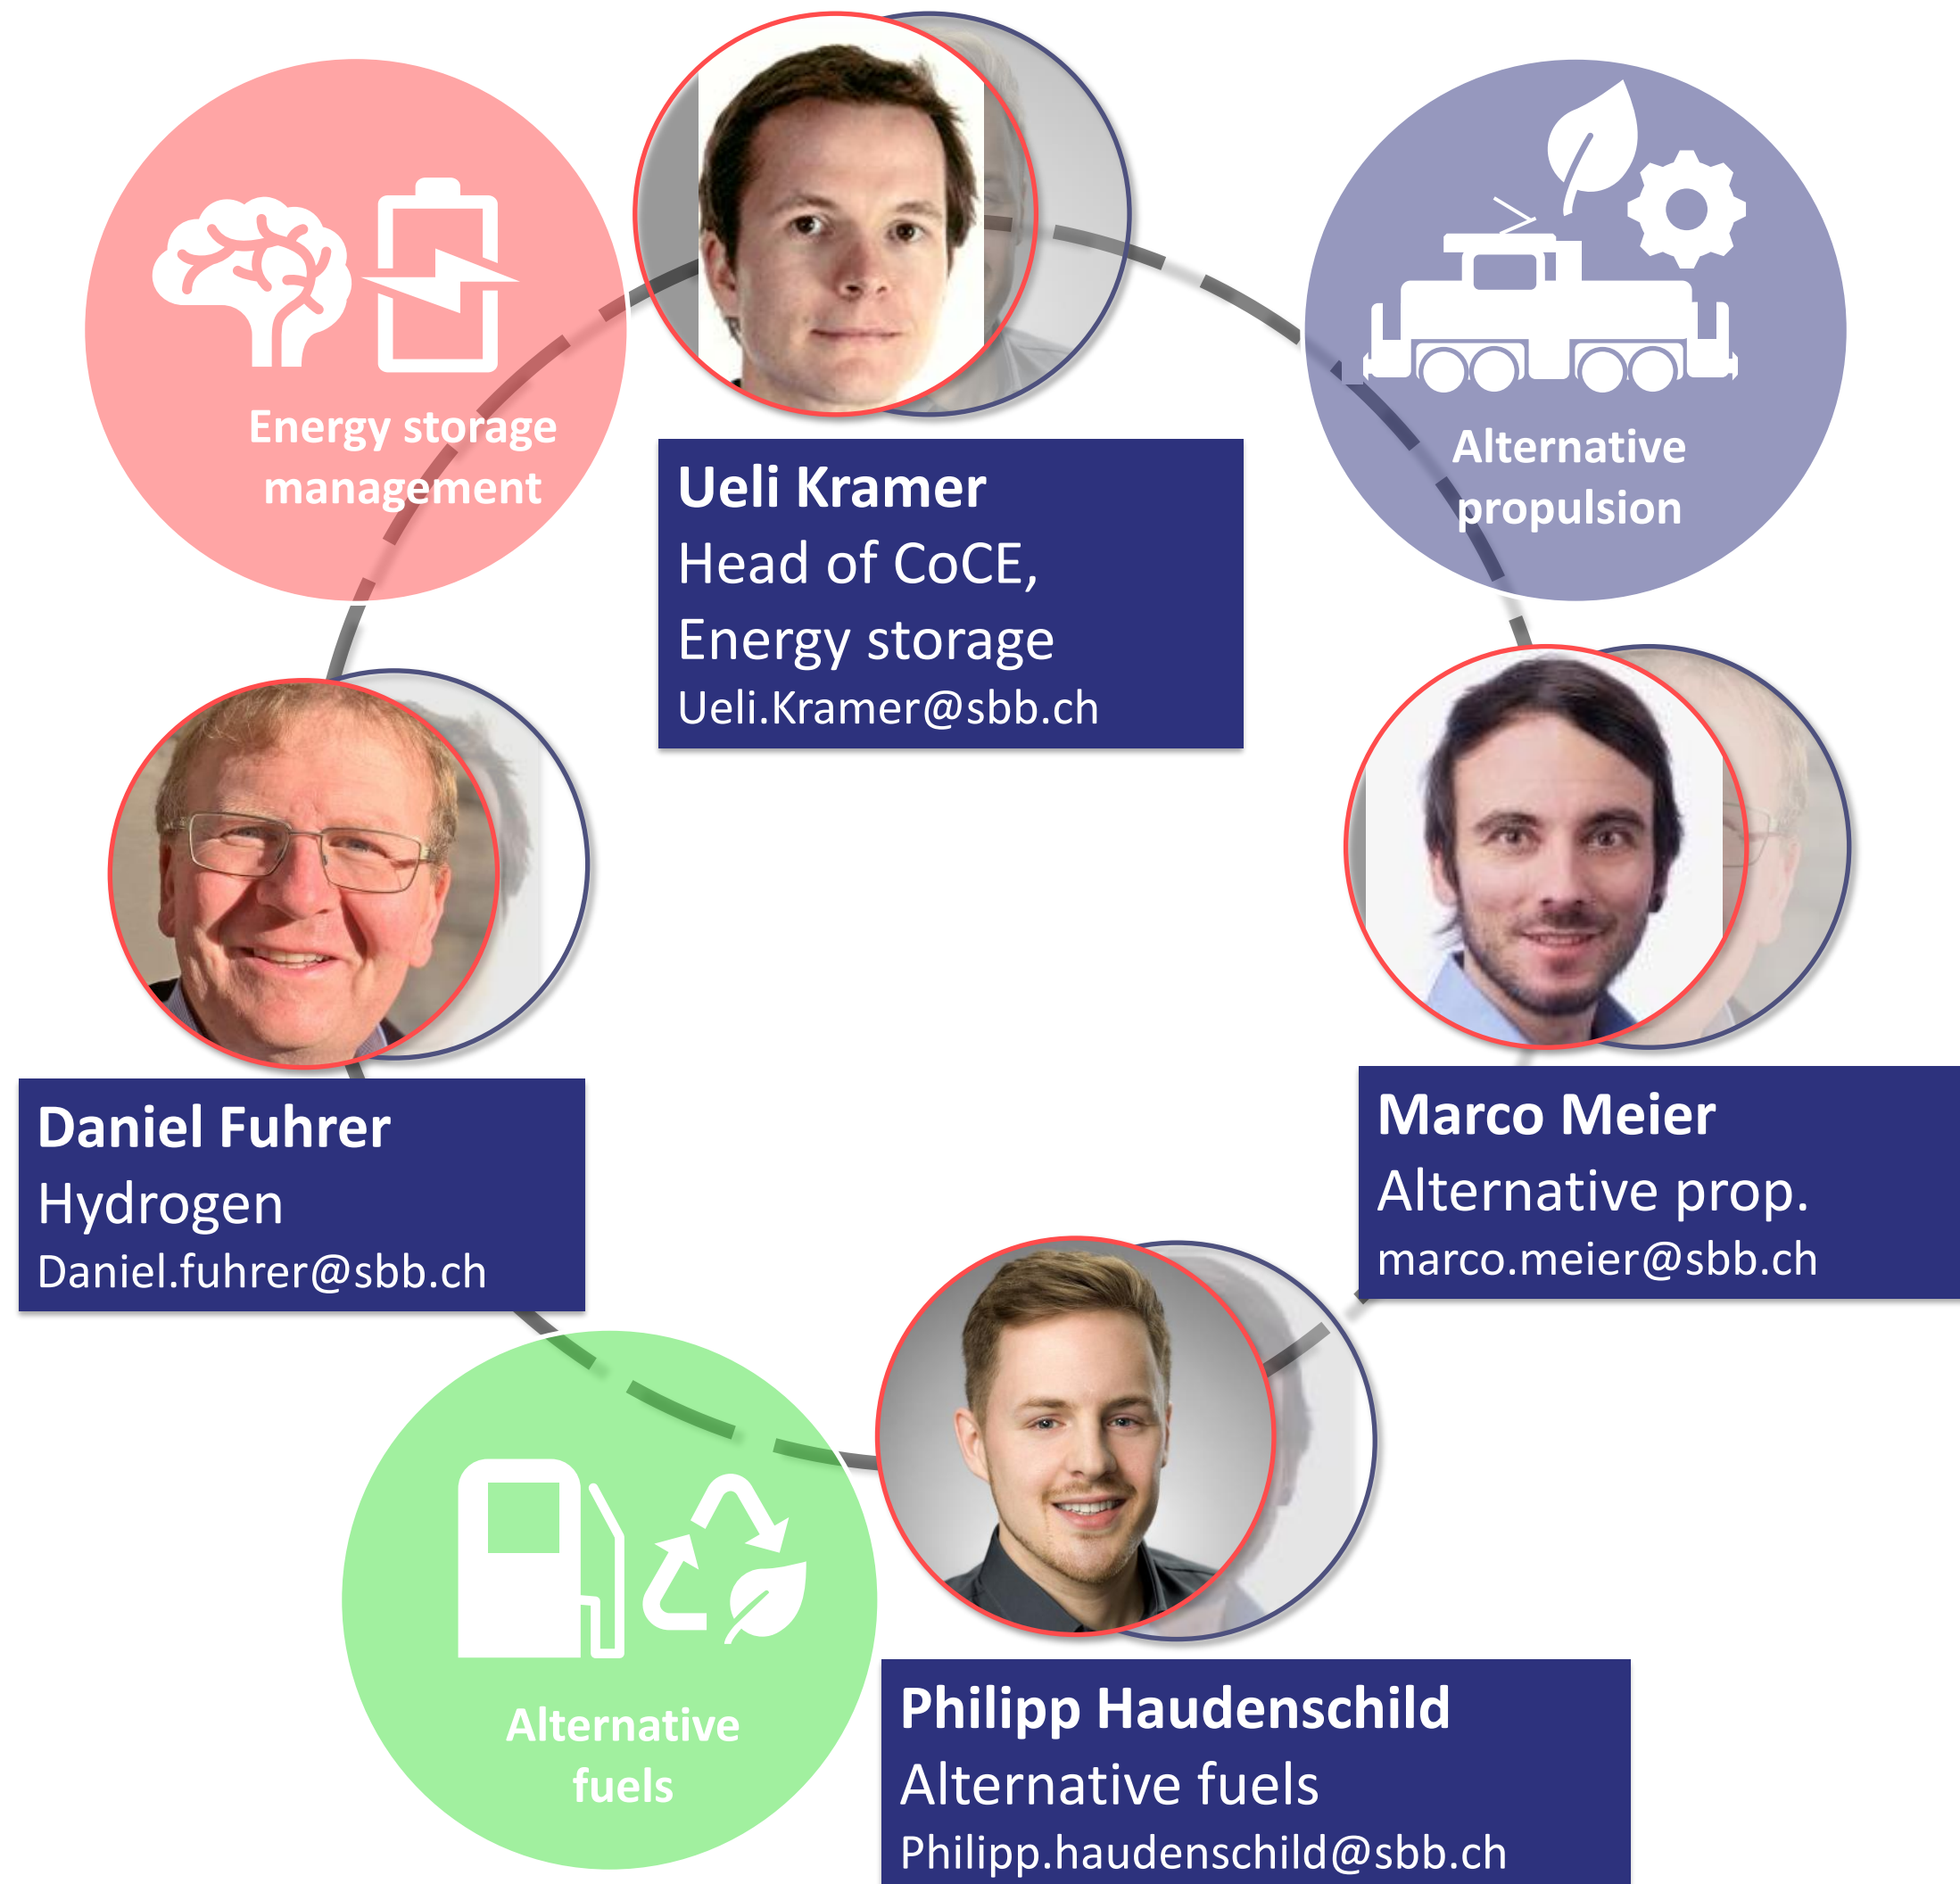 Energy storage
management
Alternative
propulsion
Ueli Kramer
Head of CoCE,
Energy storage
Ueli.Kramer@sbb.ch
Daniel Fuhrer
Hydrogen
Daniel.fuhrer@sbb.ch
Marco Meier
Alternative prop.
marco.meier@sbb.ch
Alternative
fuels
Philipp Haudenschild
Alternative fuels
Philipp.haudenschild@sbb.ch